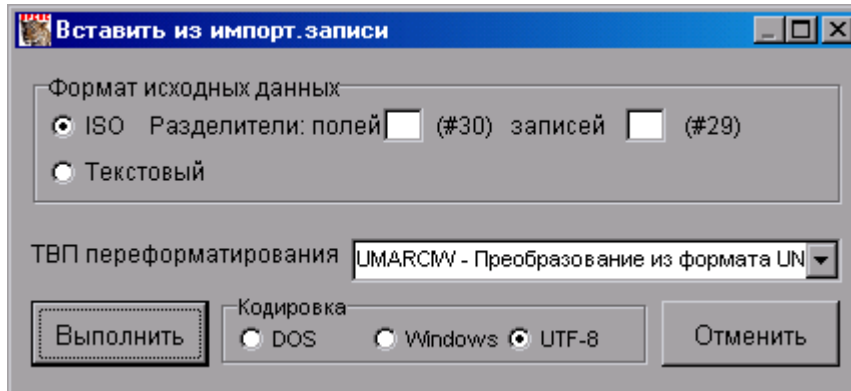 Вставить из импорт.записи
Формат исходных данных
ISO Разделители: полей (#30) записей (#29)
Текстовый
ТВП переформатирования UMARCIW - Преобразование из формата UN
Кодировка
Выполнить DOS Windows UTF-8 Отменить